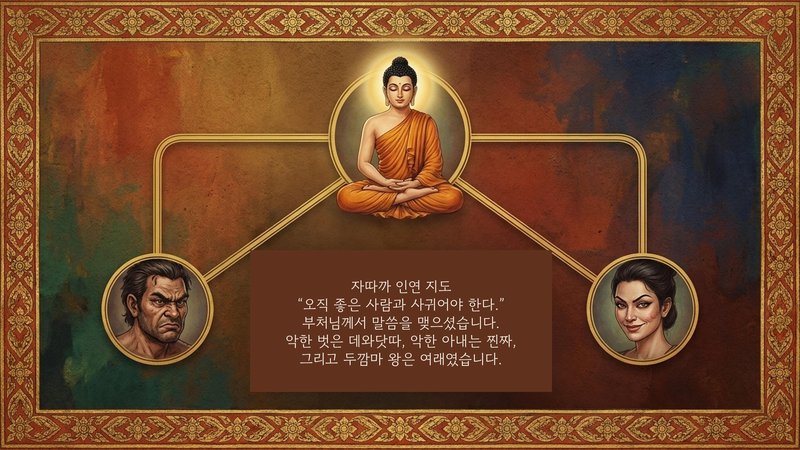 자따까 인연 지도
“오직 좋은 사람과 사귀어야 한다.”
부처님께서 말씀을 맺으셨습니다.
악한 벗은 데와닷따, 악한 아내는 찐짜,
그리고 두깜마 왕은 여래였습니다.